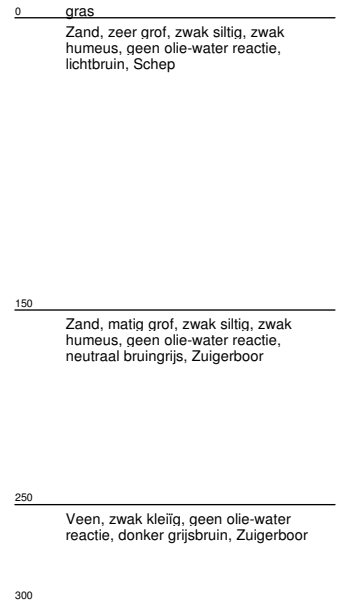 0 gras
Zand, zeer grof, zwak siltig, zwak
humeus, geen olie-water reactie,
lichtbruin, Schep
150
Zand, matig grof, zwak siltig, zwak
humeus, geen olie-water reactie,
neutraal bruingrijs, Zuigerboor
250
Veen, zwak kleiïg, geen olie-water
reactie, donker grijsbruin, Zuigerboor
300